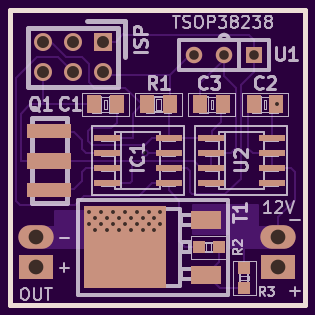 TSOP38238
ISP
U1
Q1 C1 R1 C3 C2
IC1
U2
T1
12V
−
−
R2
+
OUT
R3
+